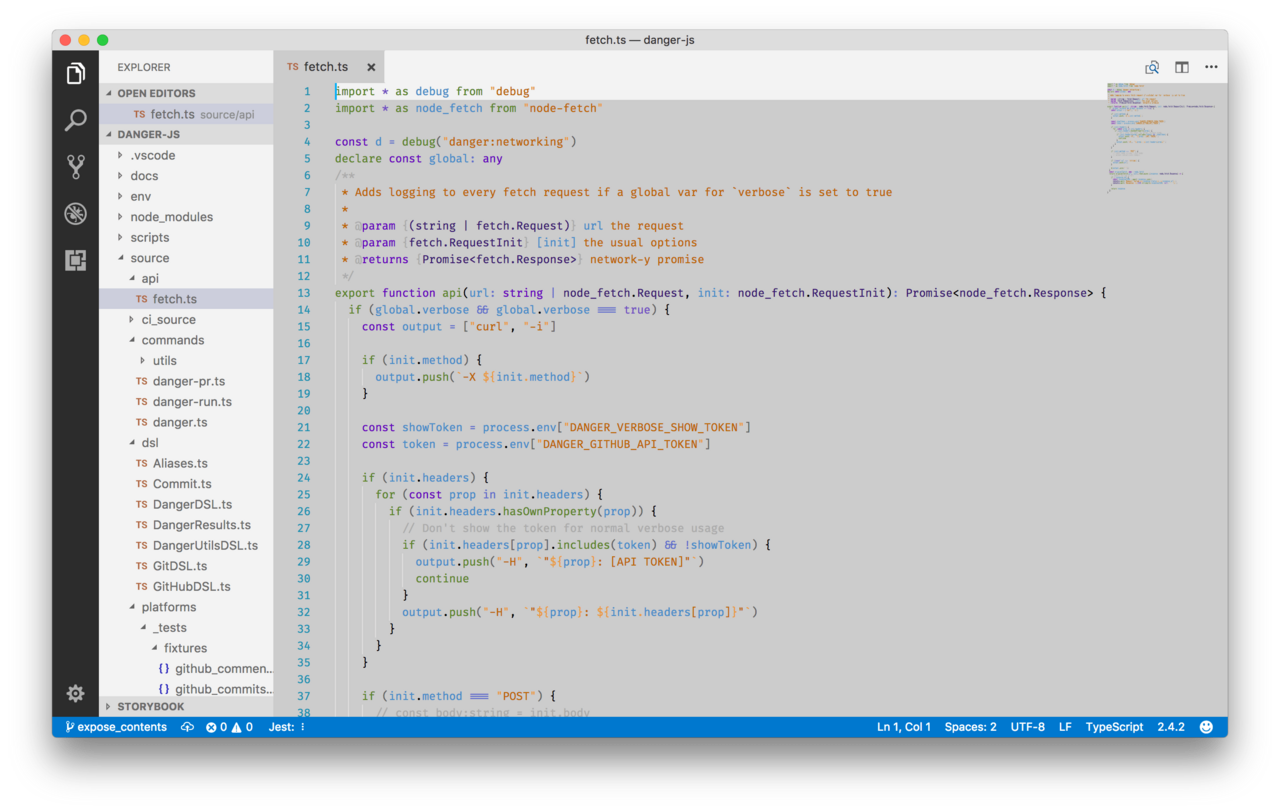 fetch.ts — danger-js
EXPLORER
OPEN EDITORS
TS fetch.ts source/api
DANGER-JS
.vscode
docs
env
node_modules
scripts
source
api
TS fetch.ts
ci_source
commands
utils
TS danger-pr.ts
TS danger-run.ts
TS danger.ts
dsl
TS Aliases.ts
TS Commit.ts
TS DangerDSL.ts
TS DangerResults.ts
TS DangerUtilsDSL.ts
TS GitDSL.ts
TS GitHubDSL.ts
platforms
_tests
fixtures
{} github_commen...
{} github_commits...
STORYBOOK
TS fetch.ts ×
1 import * as debug from "debug"
2 import * as node_fetch from "node-fetch"
3
4 const d = debug("danger:networking")
5 declare const global: any
6 /**
7 * Adds logging to every fetch request if a global var for `verbose` is set to true
8 *
9 * @param {(string | fetch.Request)} url the request
10 * @param {fetch.RequestInit} [init] the usual options
11 * @returns {Promise<fetch.Response>} network-y promise
12 */
13 export function api(url: string | node_fetch.Request, init: node_fetch.RequestInit): Promise<node_fetch.Response> {
14 if (global.verbose && global.verbose === true) {
15 const output = ["curl", "-i"]
16
17 if (init.method) {
18 output.push(`-X ${init.method}`)
19 }
20
21 const showToken = process.env["DANGER_VERBOSE_SHOW_TOKEN"]
22 const token = process.env["DANGER_GITHUB_API_TOKEN"]
23
24 if (init.headers) {
25 for (const prop in init.headers) {
26 if (init.headers.hasOwnProperty(prop)) {
27 // Don't show the token for normal verbose usage
28 if (init.headers[prop].includes(token) && !showToken) {
29 output.push("-H", `"${prop}: [API TOKEN]"`)
30 continue
31 }
32 output.push("-H", `"${prop}: ${init.headers[prop]}"`)
33 }
34 }
35 }
36
37 if (init.method === "POST") {
38 // const body:string = init.body
expose_contents 0 0 Jest: Ln 1, Col 1 Spaces: 2 UTF-8 LF TypeScript 2.4.2